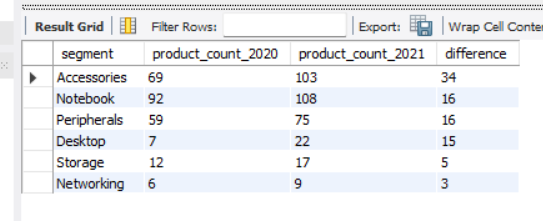 Result Grid Filter Rows: Export: Wrap Cell Conte
segment product_count_2020 product_count_2021 difference
Accessories 69 103 34
Notebook 92 108 16
Peripherals 59 75 16
Desktop 7 22 15
Storage 12 17 5
Networking 6 9 3